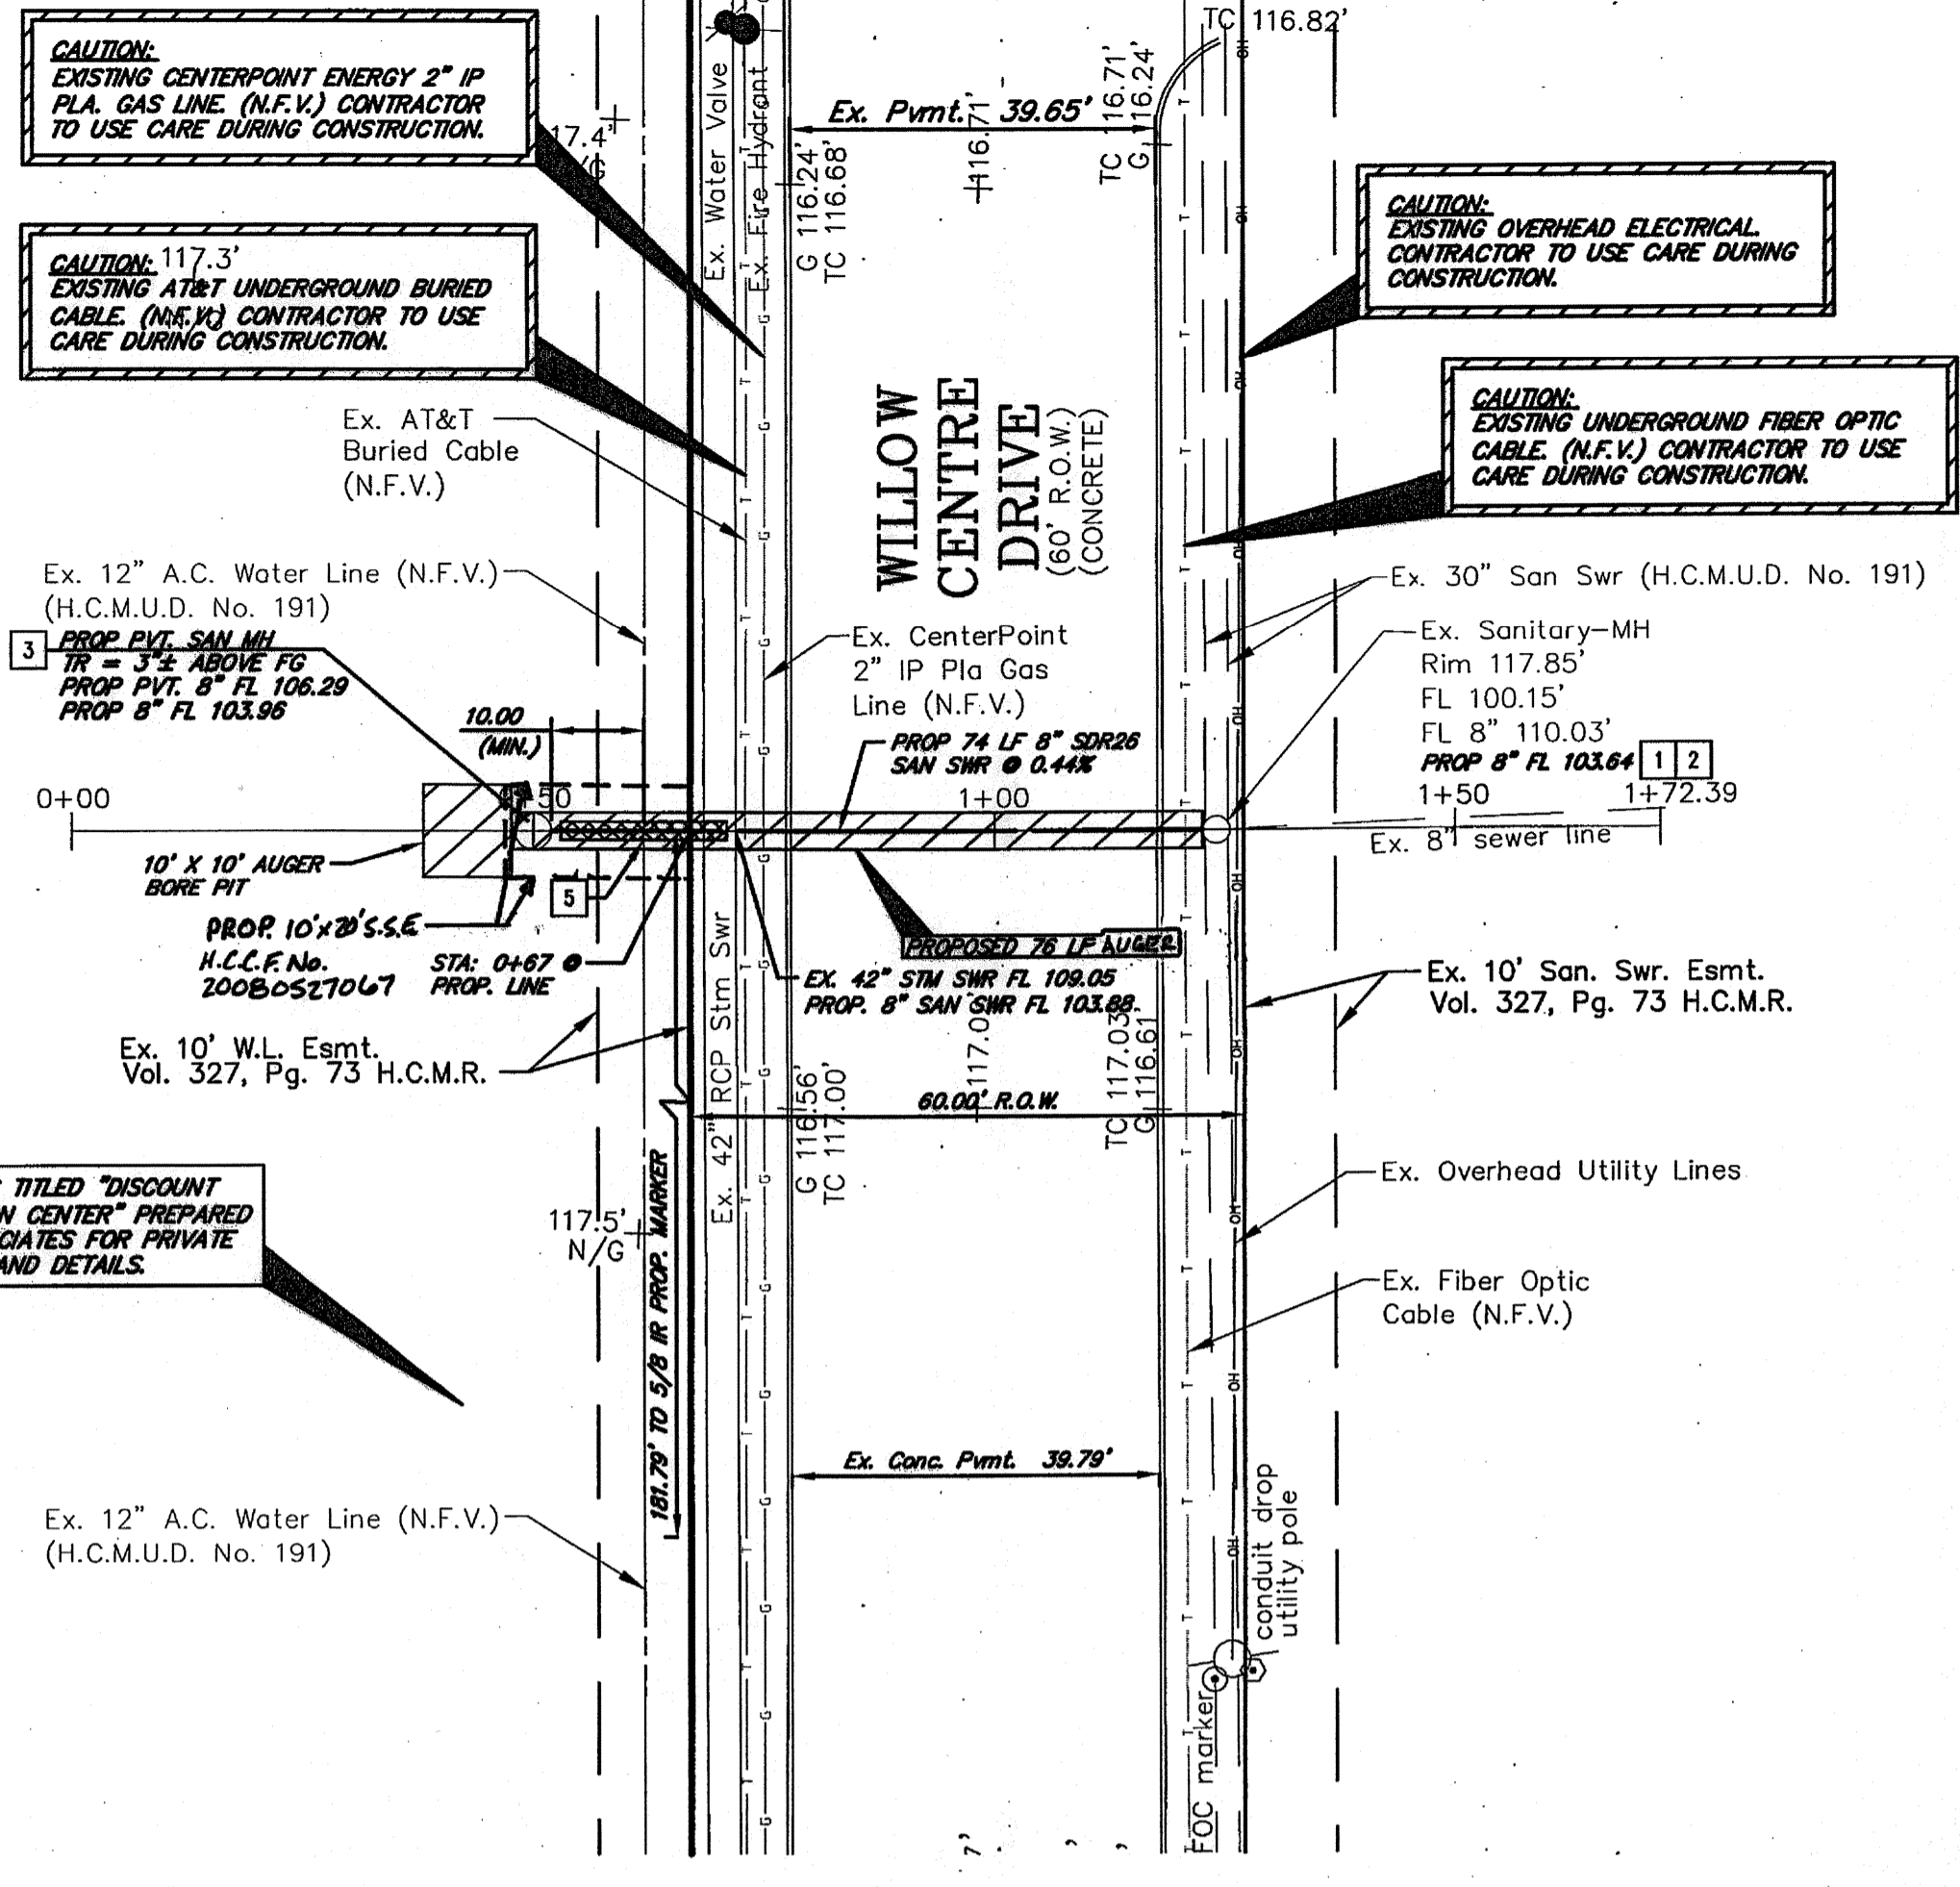 CAUTION:
EXISTING CENTERPOINT ENERGY 2" IP
PLA. GAS LINE. (N.F.V.) CONTRACTOR
TO USE CARE DURING CONSTRUCTION.
17.4'
CAUTION: 117.3'
EXISTING AT&T UNDERGROUND BURIED
CABLE. (N.F.V.) CONTRACTOR TO USE
CARE DURING CONSTRUCTION.
Ex. Water Valve
Ex. Fire Hydrant
G 116.24'
TC 116.68'
Ex. Pvmt. 39.65'
116.71'
TC 116.71'
G 116.24'
TC 116.82'
CAUTION:
EXISTING OVERHEAD ELECTRICAL.
CONTRACTOR TO USE CARE DURING
CONSTRUCTION.
CAUTION:
EXISTING UNDERGROUND FIBER OPTIC
CABLE. (N.F.V.) CONTRACTOR TO USE
CARE DURING CONSTRUCTION.
Ex. AT&T
Buried Cable
(N.F.V.)
WILLOW
CENTRE
DRIVE
(60' R.O.W.)
(CONCRETE)
Ex. 12" A.C. Water Line (N.F.V.)
(H.C.M.U.D. No. 191)
3
PROP PVT. SAN MH
TR = 3"± ABOVE FG
PROP PVT. 8" FL 106.29
PROP 8" FL 103.96
10.00
(MIN.)
Ex. CenterPoint
2" IP Pla Gas
Line (N.F.V.)
PROP 74 LF 8" SDR26
SAN SWR @ 0.44%
Ex. 30" San Swr (H.C.M.U.D. No. 191)
Ex. Sanitary-MH
Rim 117.85'
FL 100.15'
FL 8" 110.03'
PROP 8" FL 103.64 1 2
0+00
50
1+00
1+50
1+72.39
Ex. 8" sewer line
10' X 10' AUGER
BORE PIT
5
PROP. 10'x20' S.S.E
H.C.C.F. No.
20080527067
STA: 0+67 @
PROP. LINE
PROPOSED 76 LF AUGER
EX. 42" STM SWR FL 109.05
PROP. 8" SAN SWR FL 103.88
Ex. 10' San. Swr. Esmt.
Vol. 327, Pg. 73 H.C.M.R.
Ex. 10' W.L. Esmt.
Vol. 327, Pg. 73 H.C.M.R.
Ex. 42" RCP Stm Swr
G 116.56'
TC 117.00'
117.0
TC 117.03'
G 116.61'
60.00' R.O.W.
TITLED "DISCOUNT
N CENTER" PREPARED
CIATES FOR PRIVATE
AND DETAILS.
117.5'
N/G
181.79' TO 5/8 IR PROP. MARKER
Ex. Overhead Utility Lines
Ex. Fiber Optic
Cable (N.F.V.)
Ex. Conc. Pvmt. 39.79'
Ex. 12" A.C. Water Line (N.F.V.)
(H.C.M.U.D. No. 191)
conduit drop
utility pole
FOC marker